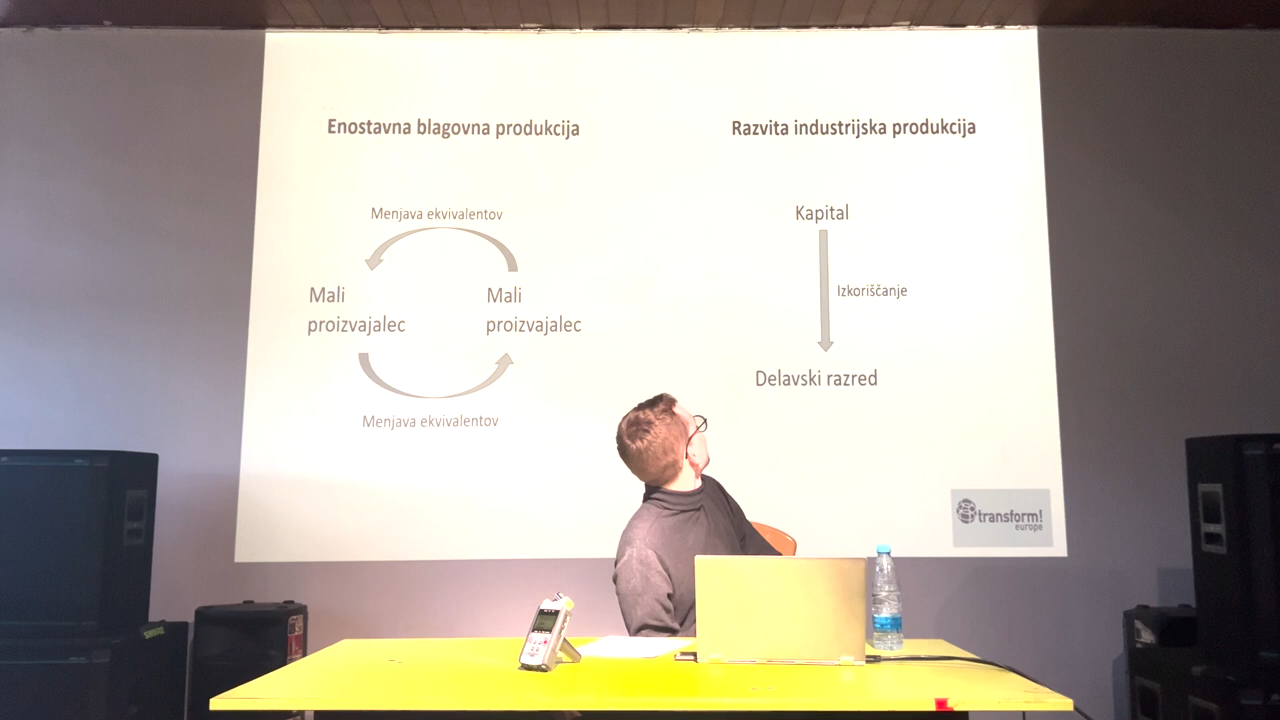 Enostavna blagovna produkcija
Razvita industrijska produkcija
Menjava ekvivalentov
Mali
proizvajalec
Mali
proizvajalec
Menjava ekvivalentov
Kapital
Izkoriščanje
Delavski razred
transform!
europe